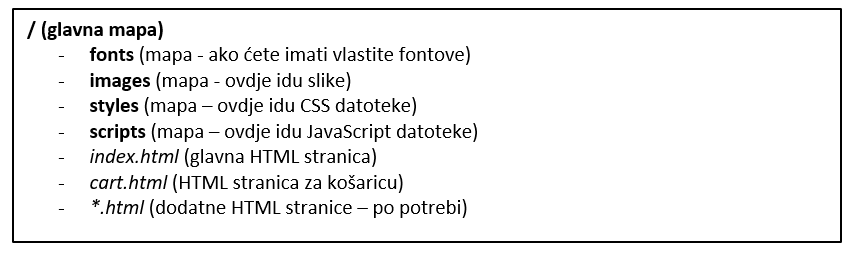 / (glavna mapa)
- fonts (mapa - ako ćete imati vlastite fontove)
- images (mapa - ovdje idu slike)
- styles (mapa – ovdje idu CSS datoteke)
- scripts (mapa – ovdje idu JavaScript datoteke)
- index.html (glavna HTML stranica)
- cart.html (HTML stranica za košaricu)
- *.html (dodatne HTML stranice – po potrebi)